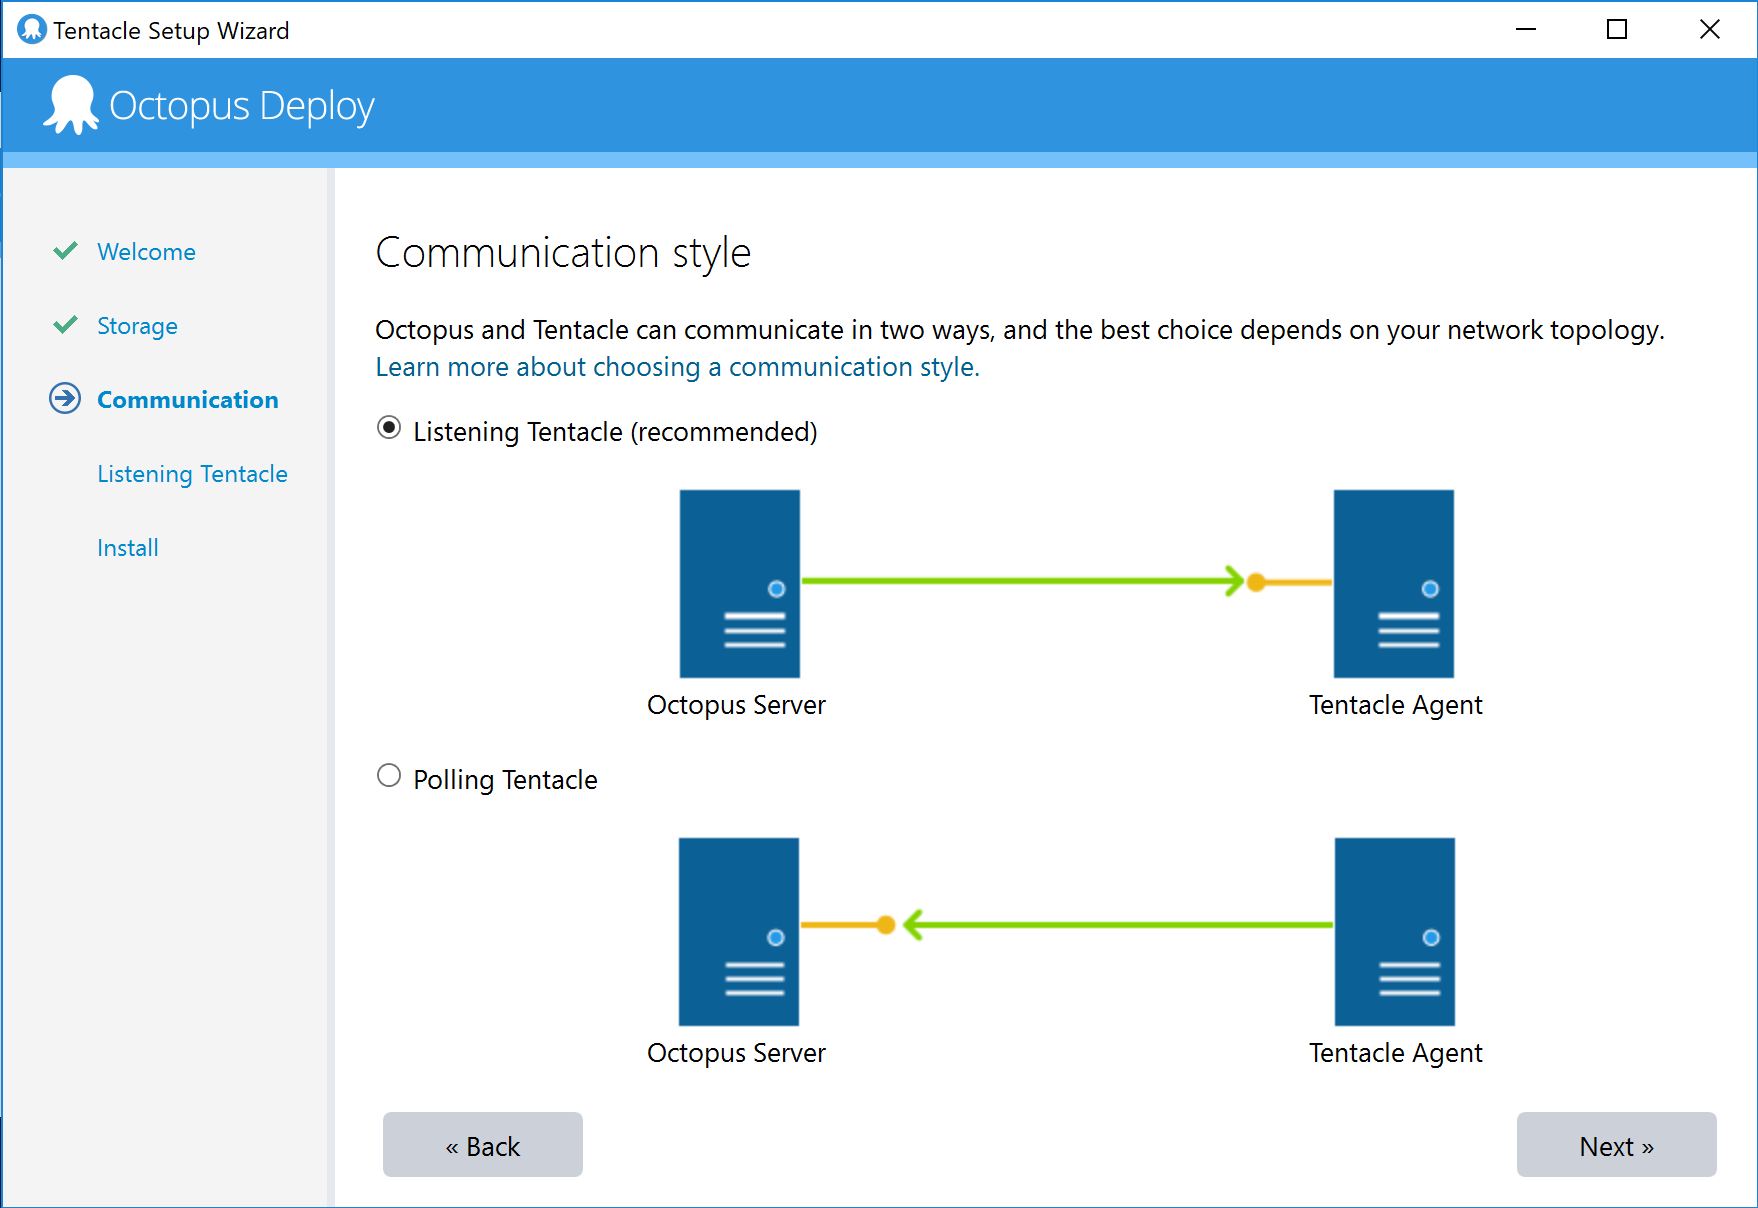 Tentacle Setup Wizard
Octopus Deploy
Welcome
Storage
Communication
Listening Tentacle
Install
Communication style
Octopus and Tentacle can communicate in two ways, and the best choice depends on your network topology.
Learn more about choosing a communication style.
Listening Tentacle (recommended)
Octopus Server
Tentacle Agent
Polling Tentacle
Octopus Server
Tentacle Agent
« Back
Next »